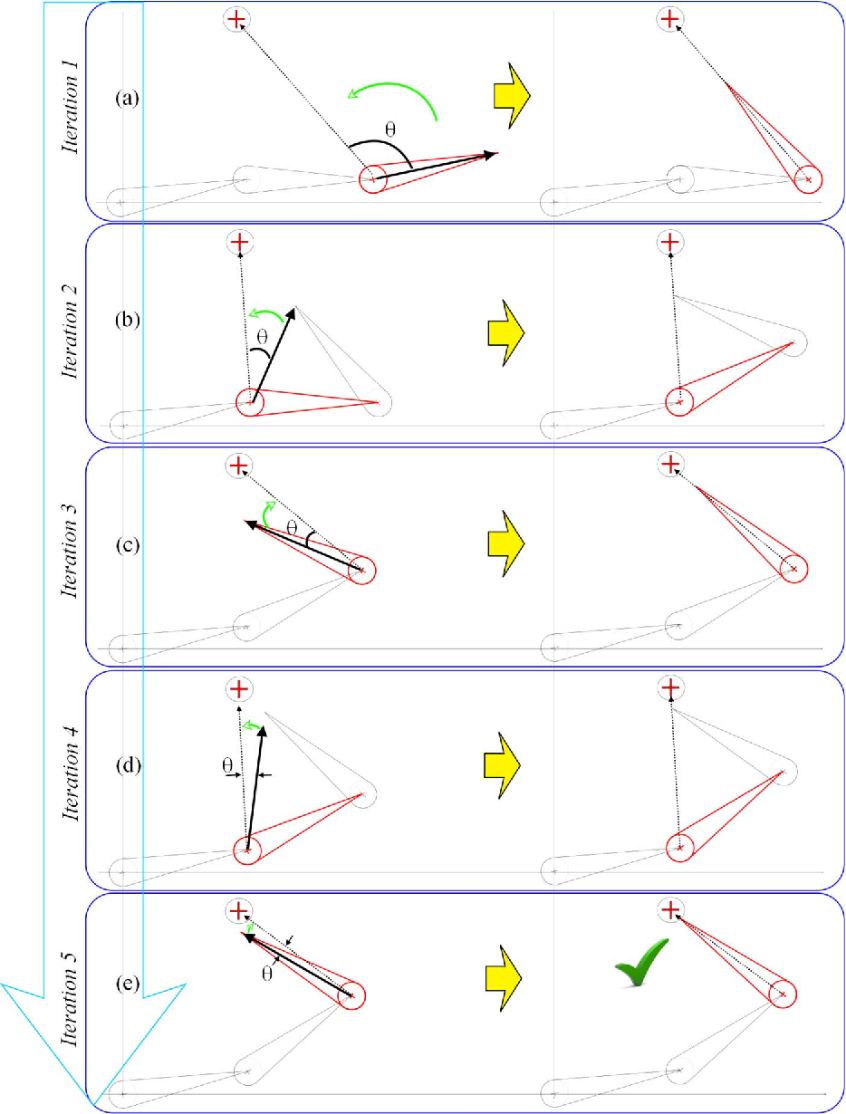 Iteration 1
(a)
θ
Iteration 2
(b)
θ
Iteration 3
(c)
θ
Iteration 4
(d)
θ
Iteration 5
(e)
θ